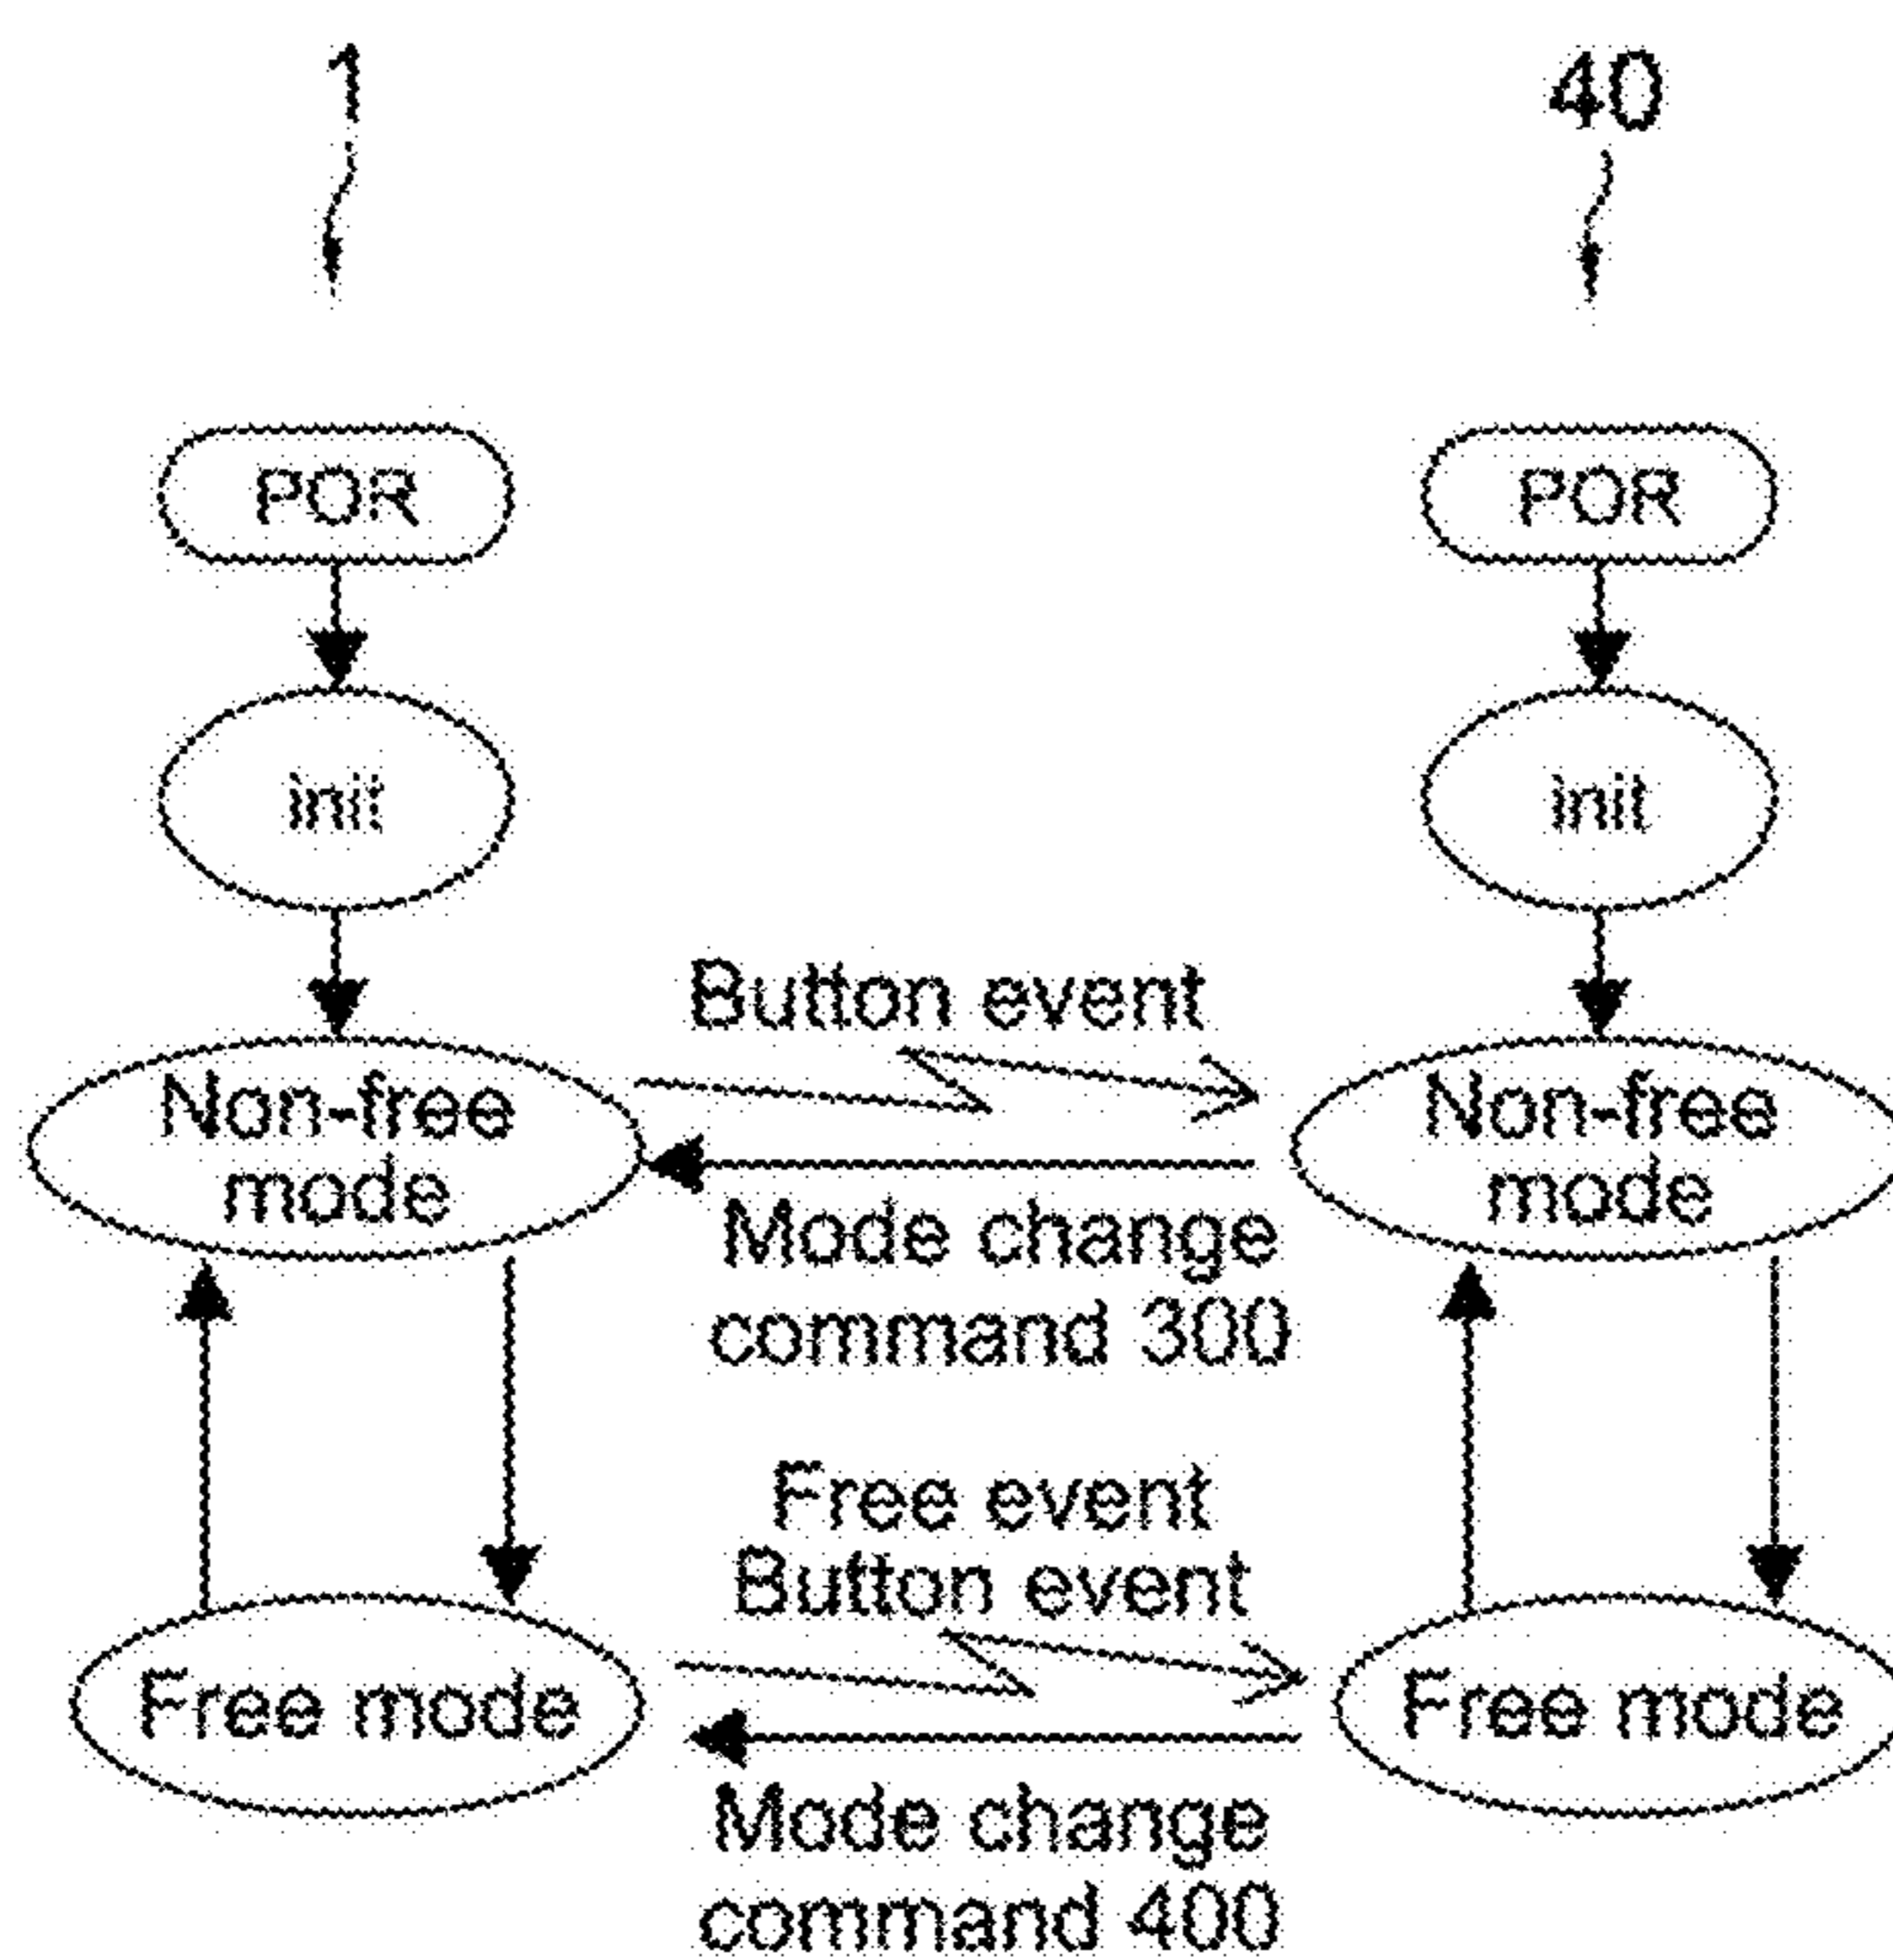 1
40
POR
POR
init
init
Button event
Non-free
mode
Non-free
mode
Mode change
command 300
Free event
Button event
Free mode
Free mode
Mode change
command 400